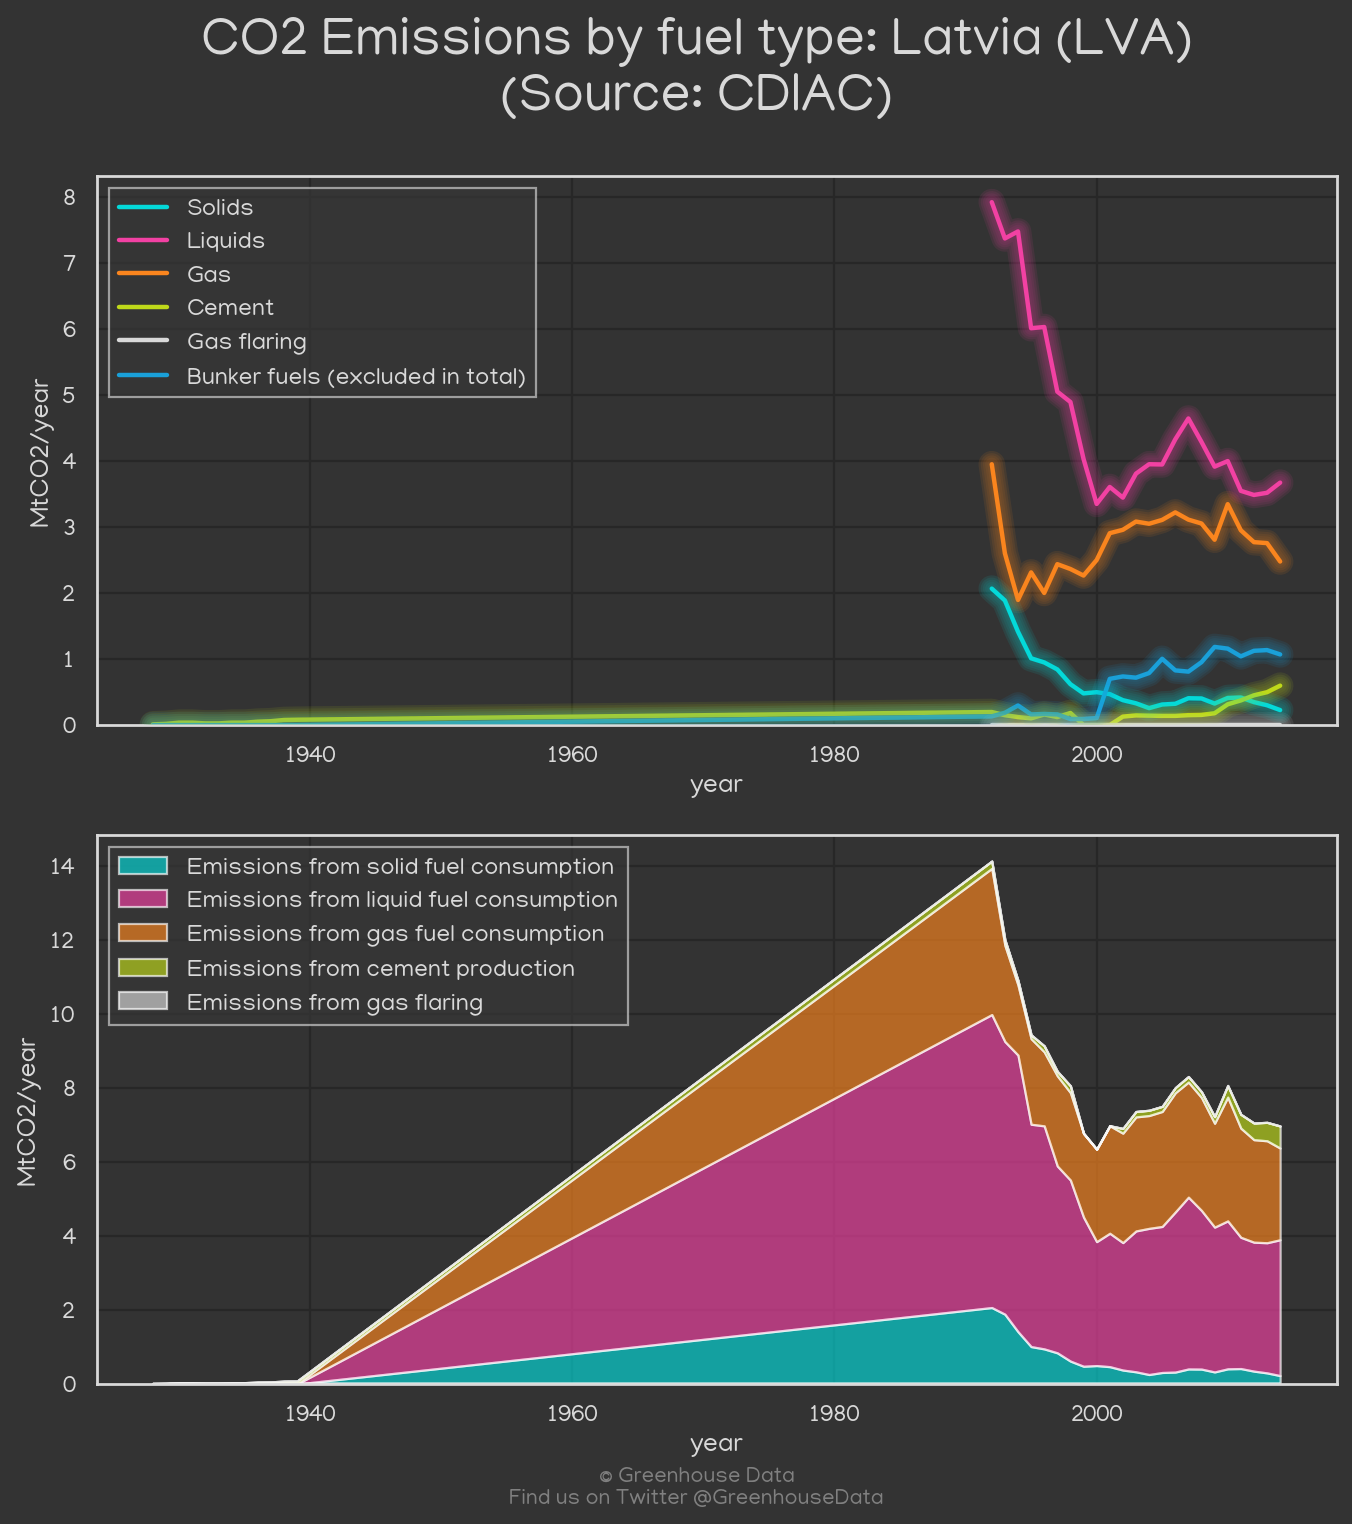 CO2 Emissions by fuel type: Latvia (LVA)
(Source: CDIAC)
8
7
6
5
4
3
2
1
0
MtCO2/year
Solids
Liquids
Gas
Cement
Gas flaring
Bunker fuels (excluded in total)
1940
1960
1980
2000
year
14
12
10
8
6
4
2
0
MtCO2/year
Emissions from solid fuel consumption
Emissions from liquid fuel consumption
Emissions from gas fuel consumption
Emissions from cement production
Emissions from gas flaring
1940
1960
1980
2000
year
© Greenhouse Data
Find us on Twitter @GreenhouseData